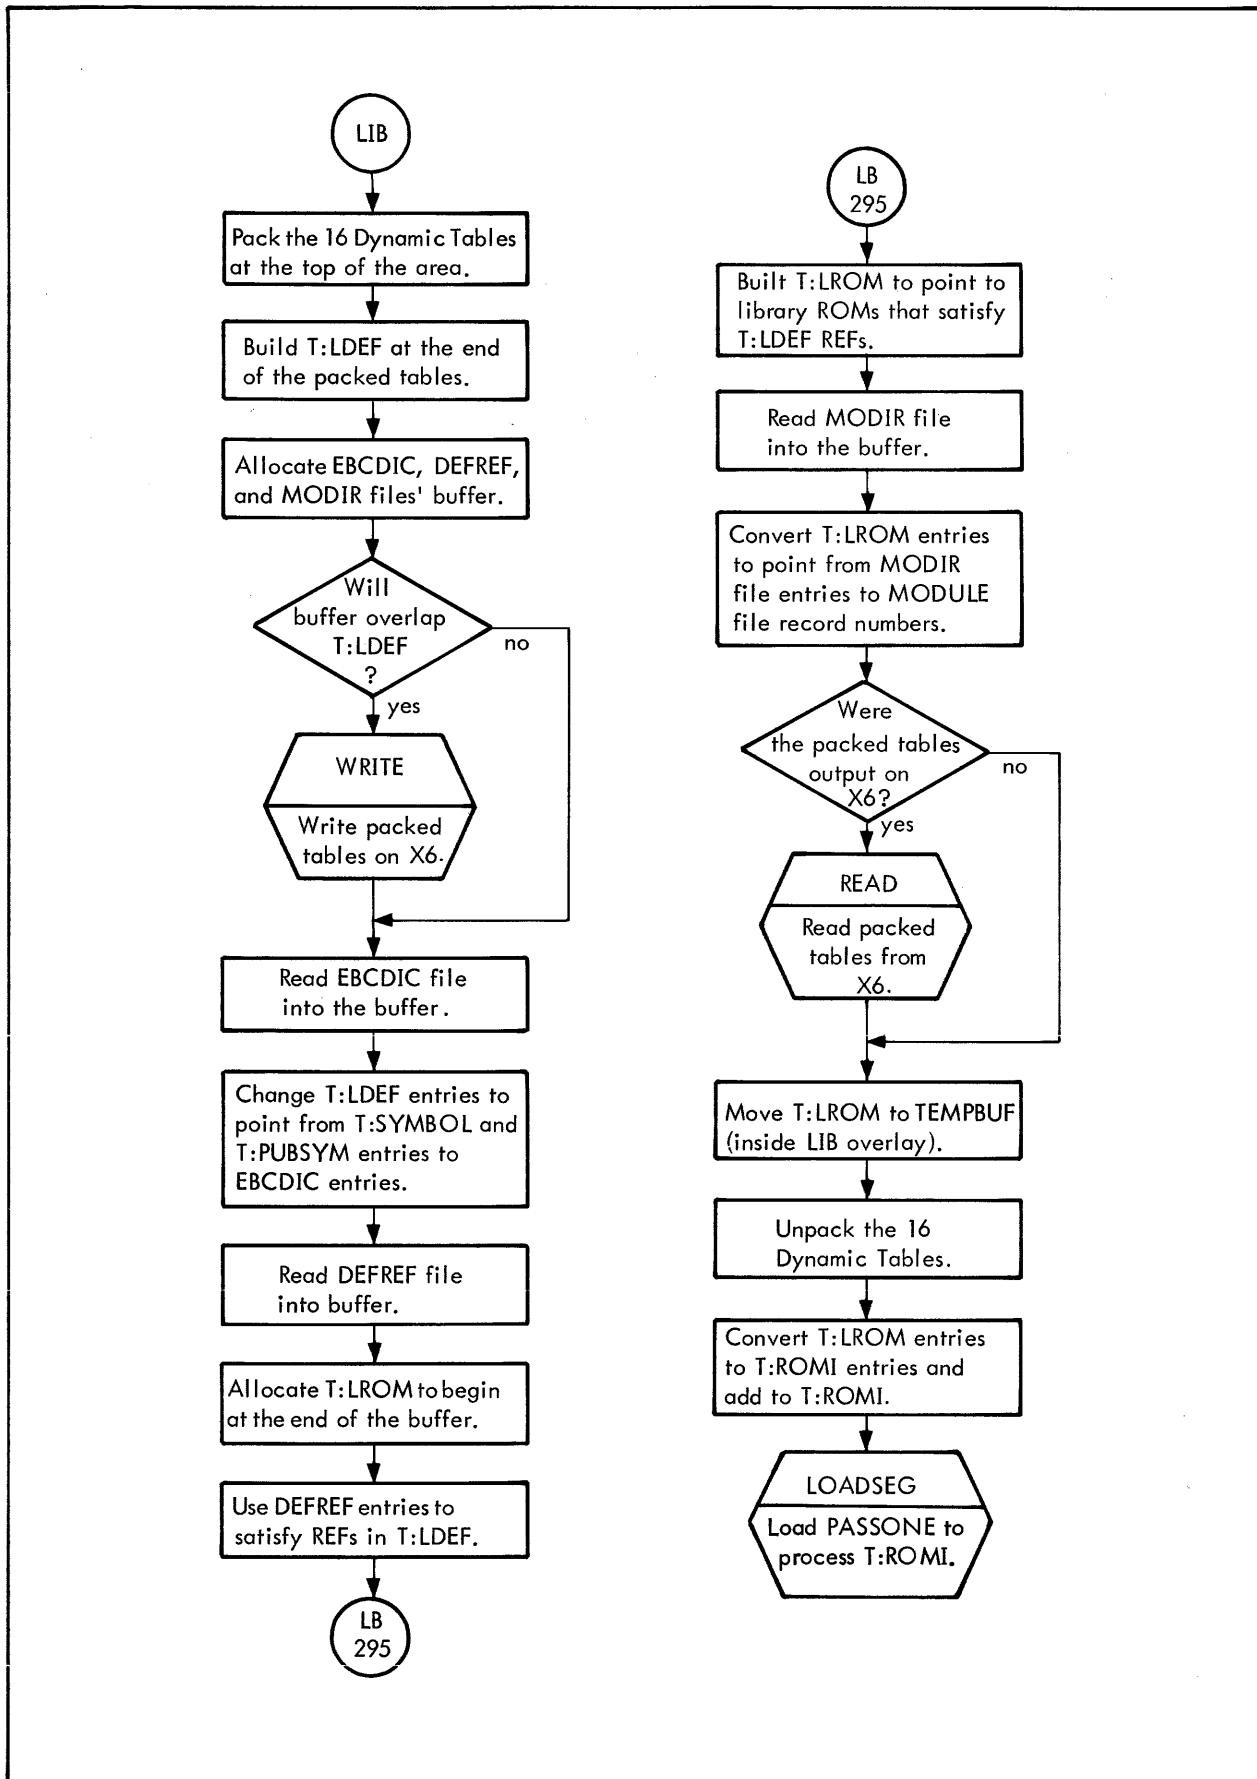 LIB
Pack the 16 Dynamic Tables
at the top of the area.
Build T:LDEF at the end
of the packed tables.
Allocate EBCDIC, DEFREF,
and MODIR files' buffer.
Will
buffer overlap
T:LDEF
?
no
yes
WRITE
Write packed
tables on X6.
Read EBCDIC file
into the buffer.
Change T:LDEF entries to
point from T:SYMBOL and
T:PUBSYM entries to
EBCDIC entries.
Read DEFREF file
into buffer.
Allocate T:LROM to begin
at the end of the buffer.
Use DEFREF entries to
satisfy REFs in T:LDEF.
LB
295
LB
295
Built T:LROM to point to
library ROMs that satisfy
T:LDEF REFs.
Read MODIR file
into the buffer.
Convert T:LROM entries
to point from MODIR
file entries to MODULE
file record numbers.
Were
the packed tables
output on
X6?
no
yes
READ
Read packed
tables from
X6.
Move T:LROM to TEMPBUF
(inside LIB overlay).
Unpack the 16
Dynamic Tables.
Convert T:LROM entries
to T:ROMI entries and
add to T:ROMI.
LOADSEG
Load PASSONE to
process T:ROMI.